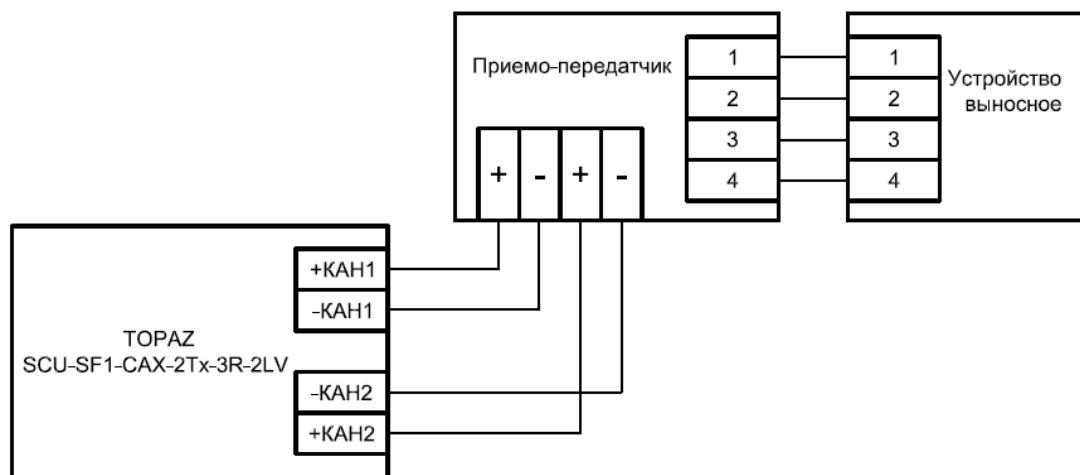 Приемо-передатчик
1
2
3
4
1
2
3
4
Устройство
выносное
+ - + -
+КАН1
-КАН1
-КАН2
+КАН2
TOPAZ
SCU-SF1-CAX-2Tx-3R-2LV